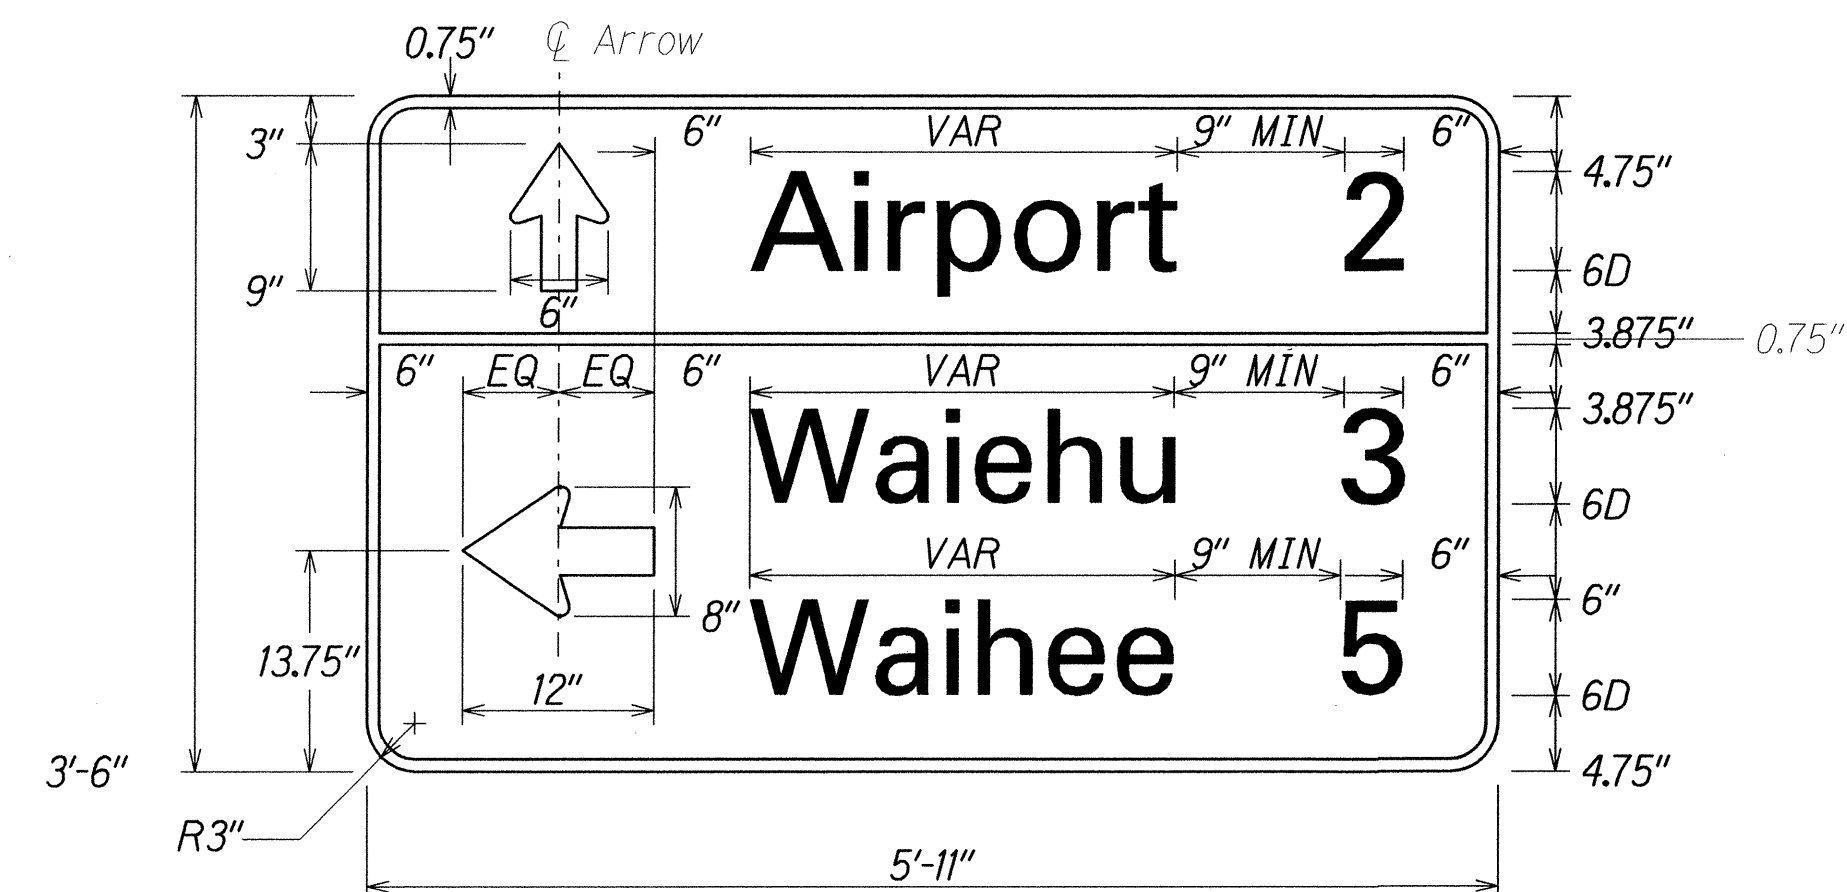 0.75" ℄ Arrow
3" 6" VAR 9" MIN 6"
Airport 2 4.75"
9" 6" 6D
3.875" 0.75"
6" EQ EQ 6" VAR 9" MIN 6"
3.875"
Waiehu 3
6D
VAR 9" MIN 6"
8" 6"
Waihee 5
13.75"
12" 6D
3'-6" 4.75"
R3"
5'-11"